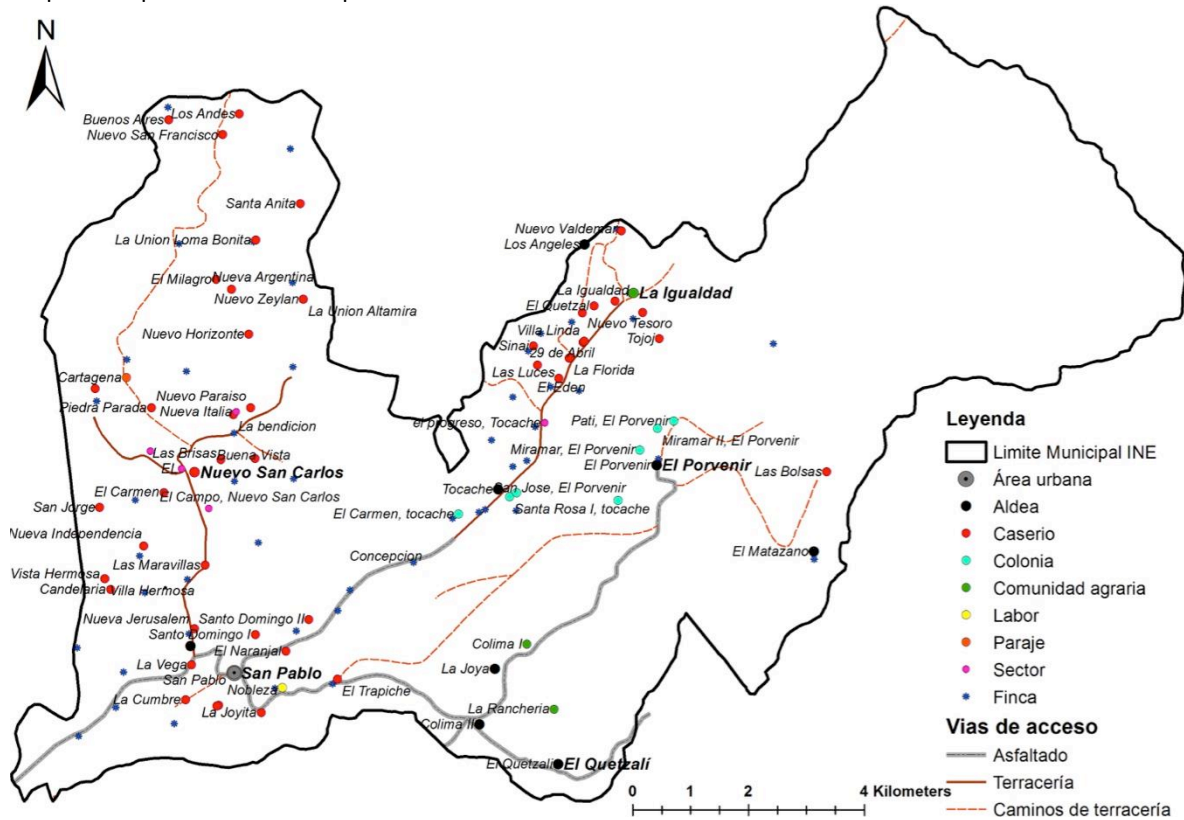 N
Buenos Aires
Los Andes
Nuevo San Francisco
Santa Anita
La Union Loma Bonita
El Milagro
Nueva Argentina
Nuevo Zeylan
La Union Altamira
Nuevo Horizonte
Cartagena
Piedra Parada
Nuevo Paraiso
Nueva Italia
La bendicion
Las Brisas
Buena Vista
EL
Nuevo San Carlos
El Carmen
El Campo, Nuevo San Carlos
San Jorge
Nueva Independencia
Las Maravillas
Vista Hermosa
Candelaria
Villa Hermosa
Nueva Jerusalem
Santo Domingo II
Santo Domingo I
El Naranjal
La Vega
San Pablo
San Pablo
Nobleza
La Cumbre
La Joyita
El Trapiche
Nuevo Valdemar
Los Angeles
La Igualdad
La Igualdad
El Quetzal
Nuevo Tesoro
Villa Linda
Tojoj
Sinai
29 de Abril
La Florida
Las Luces
El Eden
el progreso, Tocache
Pati, El Porvenir
Miramar II, El Porvenir
Miramar, El Porvenir
El Porvenir
El Porvenir
Las Bolsas
Tocache
San Jose, El Porvenir
Santa Rosa I, tocache
El Carmen, tocache
Concepcion
El Matazano
Colima I
La Joya
La Rancheria
Colima II
El Quetzalí
El Quetzalí
0 1 2 4 Kilometers
Leyenda
Limite Municipal INE
Área urbana
Aldea
Caserio
Colonia
Comunidad agraria
Labor
Paraje
Sector
Finca
Vias de acceso
Asfaltado
Terracería
Caminos de terracería